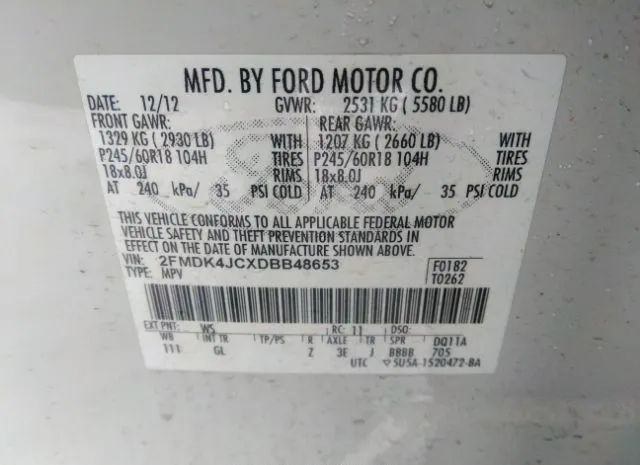 MFD. BY FORD MOTOR CO.
DATE: 12/12 GVWR: 2531 KG ( 5580 LB)
FRONT GAWR: REAR GAWR:
1329 KG ( 2930 LB) WITH 1207 KG ( 2660 LB) WITH
P245/60R18 104H TIRES P245/60R18 104H TIRES
18x8.0J RIMS 18x8.0J RIMS
AT 240 kPa/ 35 PSI COLD AT 240 kPa/ 35 PSI COLD
THIS VEHICLE CONFORMS TO ALL APPLICABLE FEDERAL MOTOR
VEHICLE SAFETY AND THEFT PREVENTION STANDARDS IN
EFFECT ON THE DATE OF MANUFACTURE SHOWN ABOVE.
VIN: 2FMDK4JCXDBB48653 F0182
TYPE: MPV T0262
EXT PNT: WS RC: 11 DSO:
WB INT TR TP/PS R AXLE TR SPR DQ11A
111 GL Z 3E J BBBB 705
UTC ▽5U5A-1520472-BA